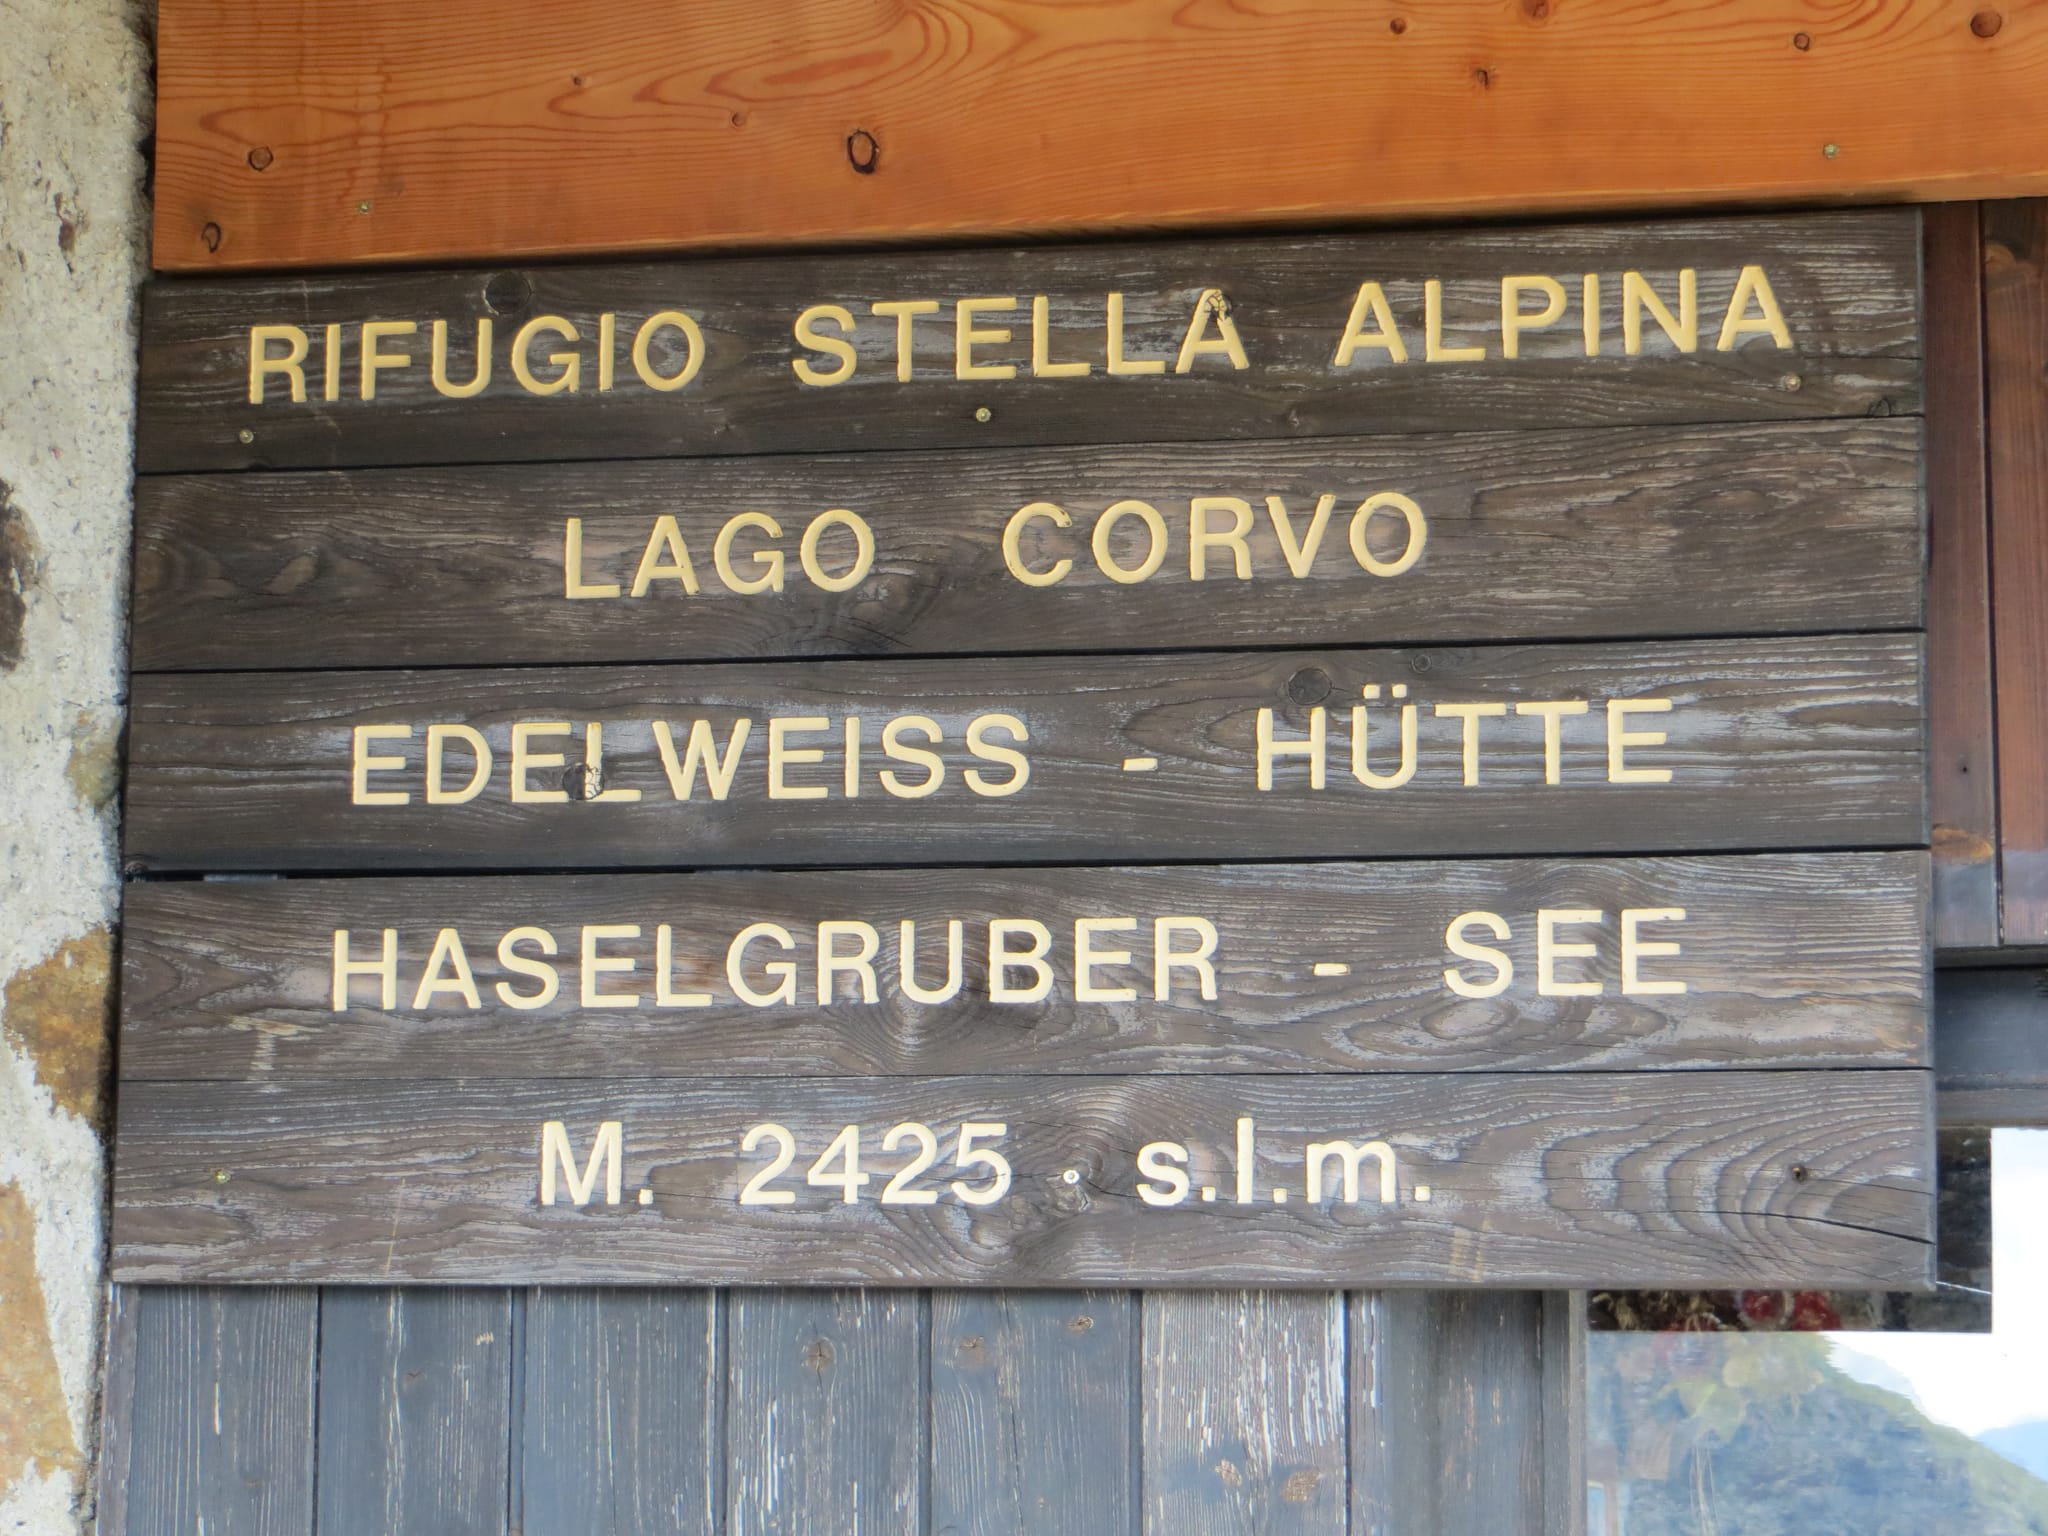 RIFUGIO STELLA ALPINA
LAGO CORVO
EDELWEISS - HÜTTE
HASELGRUBER - SEE
M. 2425 s.l.m.